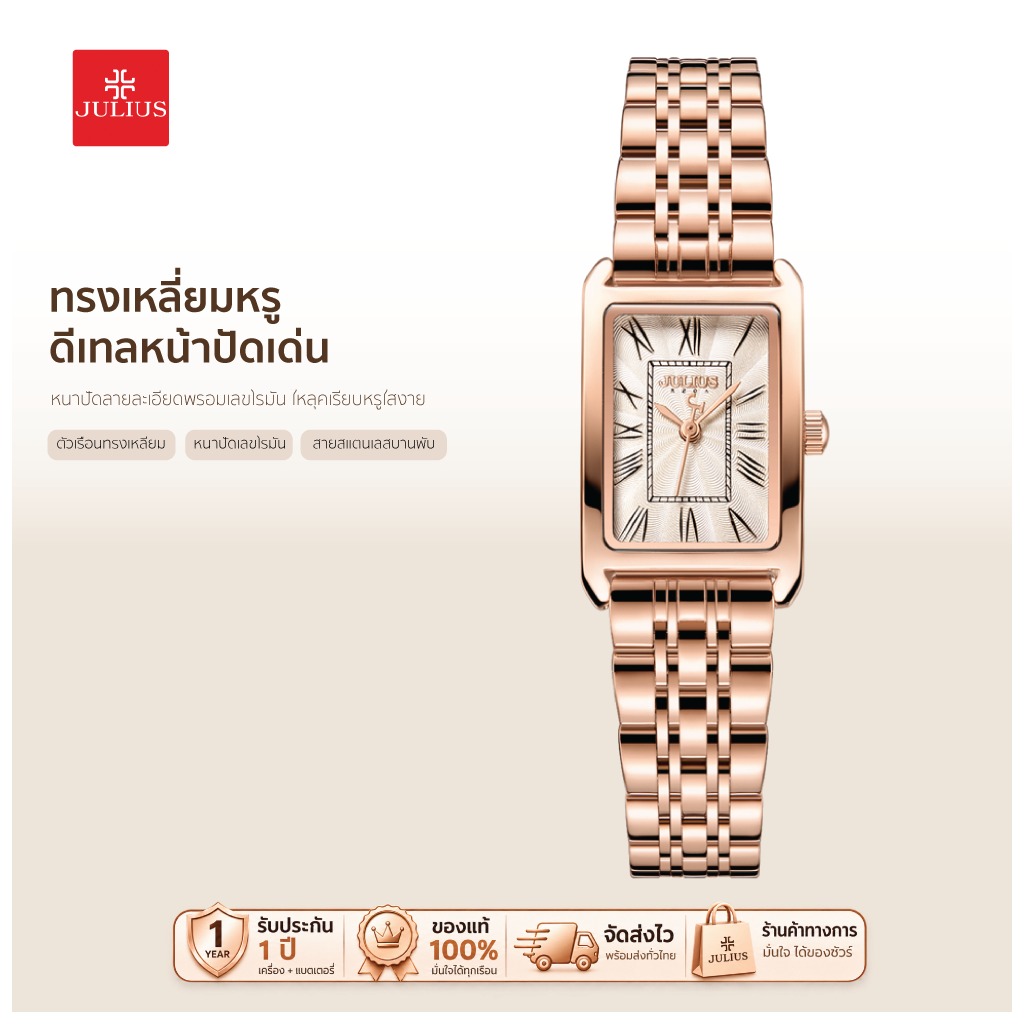 JULIUS
ทรงเหลี่ยมหรู
ดีเทลหน้าปัดเด่น
หนาปัดลายละเอียดพรอมเลขโรมัน ใหลุคเรียบหรูใสงาย
ตัวเรือนทรงเหลียม
หนาปัดเลขโรมัน
สายสแตนเลสบานพับ
XII
JULIUS
1
YEAR
รับประกัน
1 ปี
เครื่อง + แบตเตอรี่
ของแท้
100%
มั่นใจได้ทุกเรือน
จัดส่งไว
พร้อมส่งทั่วไทย
JULIUS
ร้านค้าทางการ
มั่นใจ ได้ของชัวร์